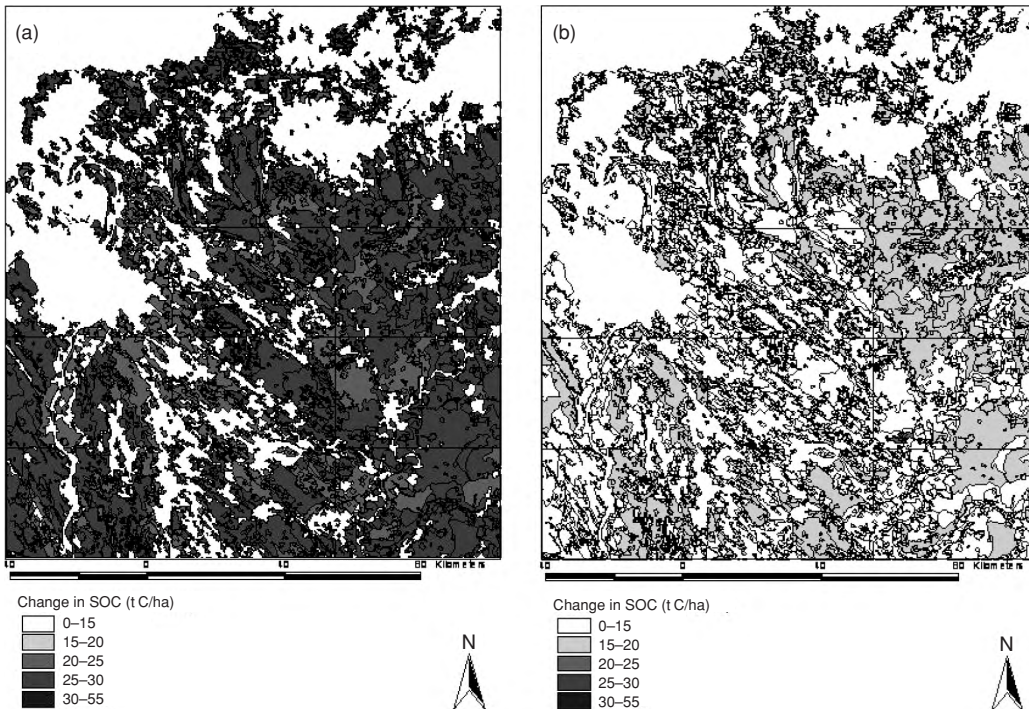 (a)
(b)
40 0 40 80 Kilometers
40 0 40 80 Kilometers
Change in SOC (t C/ha)
0–15
15–20
20–25
25–30
30–55
N
Change in SOC (t C/ha)
0–15
15–20
20–25
25–30
30–55
N